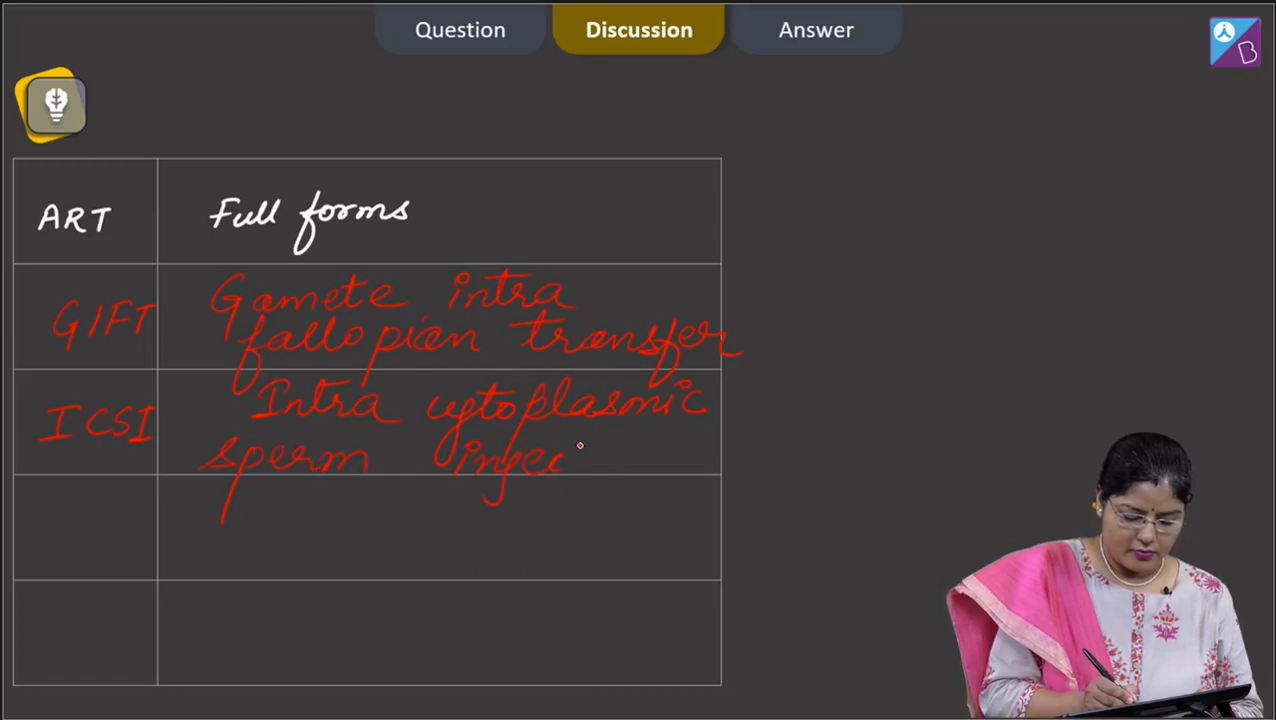 Question Discussion Answer
B
ART Full forms
GIFT Gamete intra
fallopian transfer
ICSI Intra cytoplasmic
sperm injec